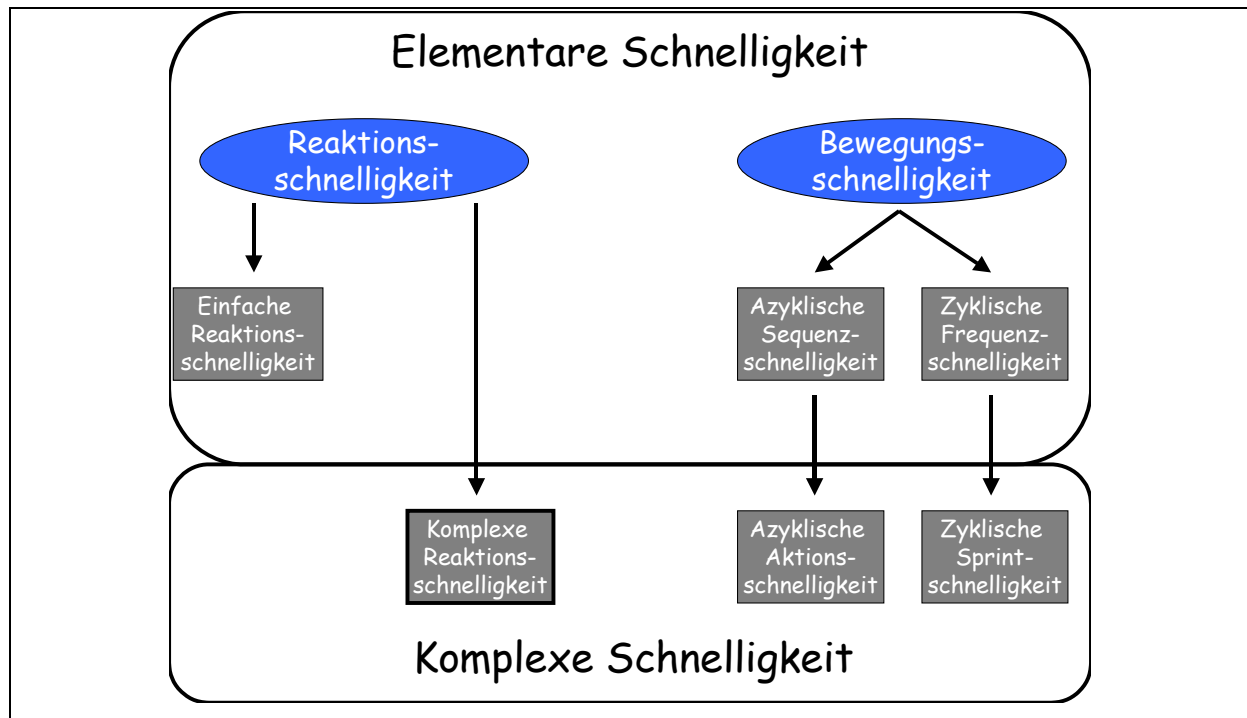 Elementare Schnelligkeit
Reaktions-
schnelligkeit
Bewegungs-
schnelligkeit
Einfache
Reaktions-
schnelligkeit
Azyklische
Sequenz-
schnelligkeit
Zyklische
Frequenz-
schnelligkeit
Komplexe
Reaktions-
schnelligkeit
Azyklische
Aktions-
schnelligkeit
Zyklische
Sprint-
schnelligkeit
Komplexe Schnelligkeit